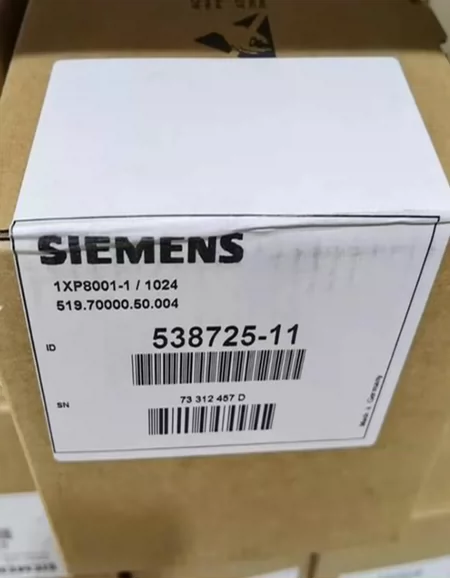 SIEMENS
1XP8001-1 / 1024
519.70000.50.004
ID
538725-11
SN
73 312 457 D
Made in Germany